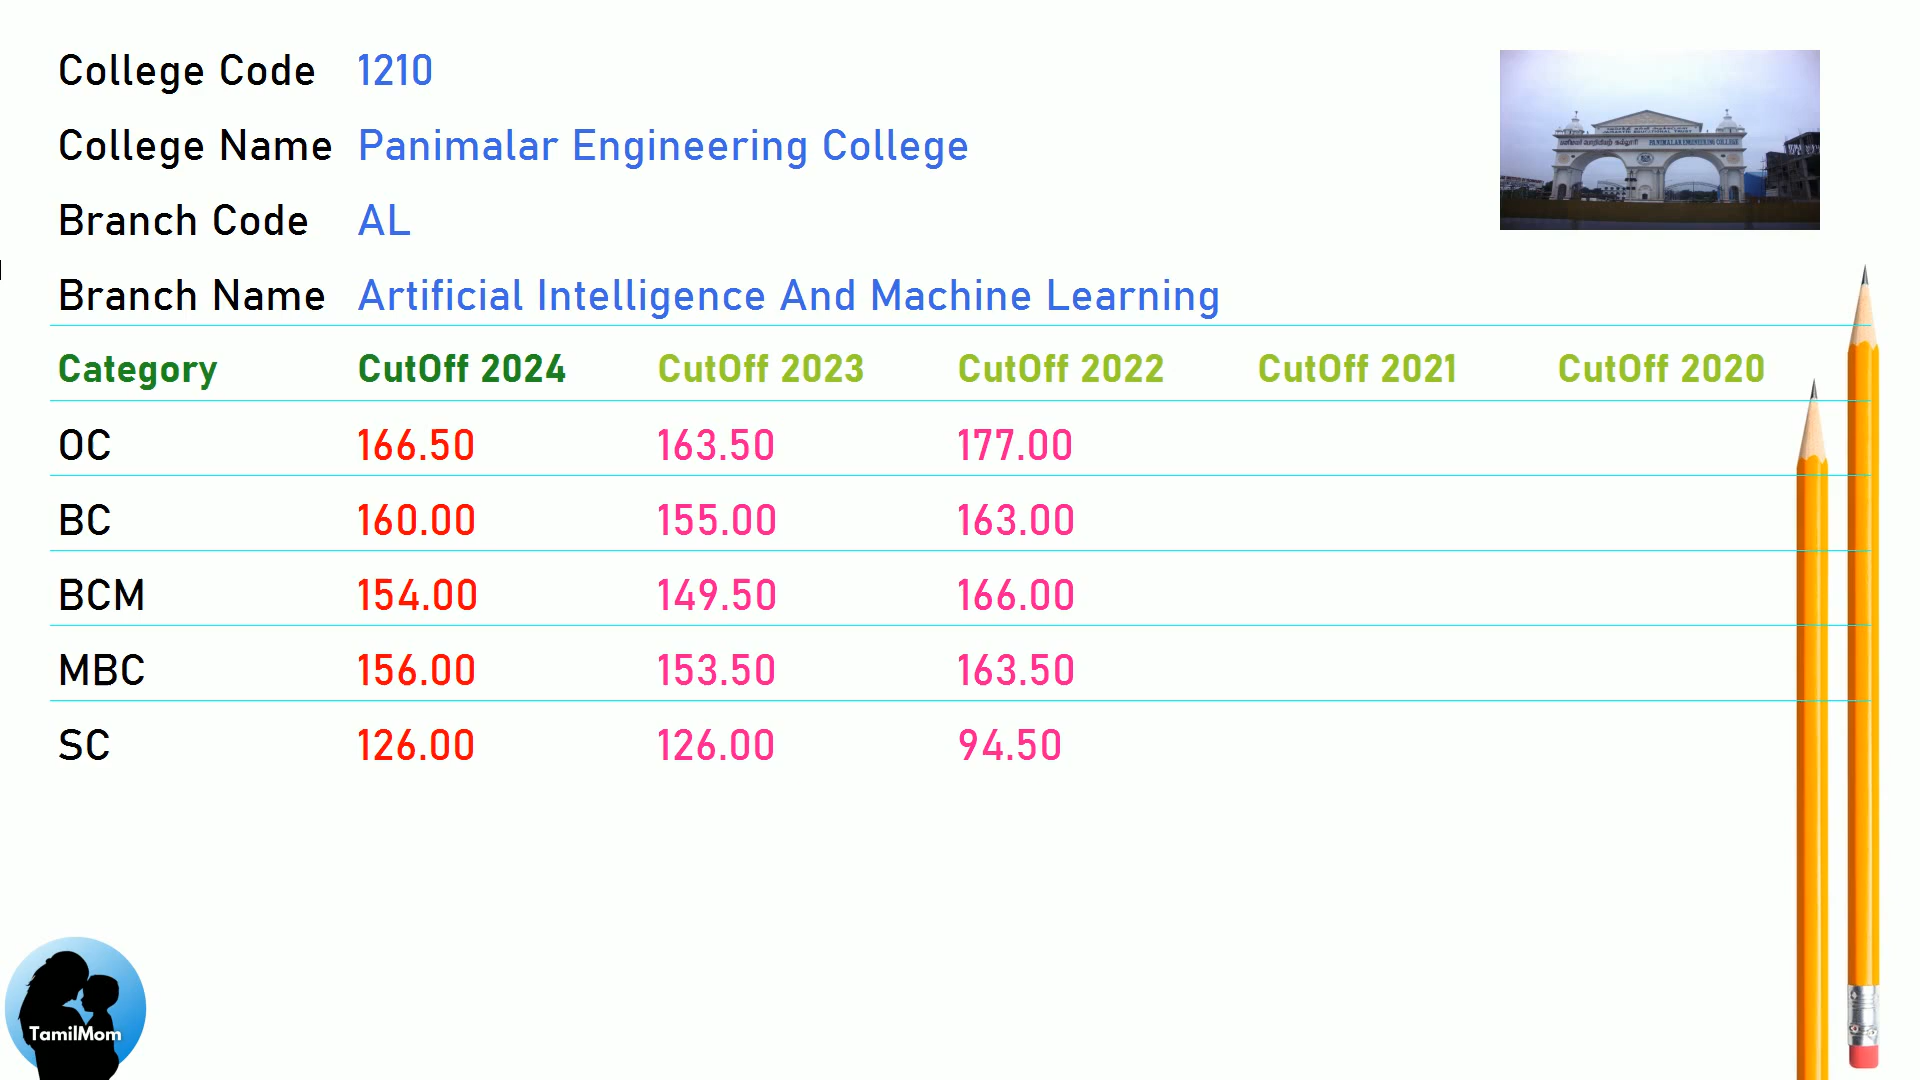 College Code 1210
College Name Panimalar Engineering College
Branch Code AL
Branch Name Artificial Intelligence And Machine Learning
Category CutOff 2024 CutOff 2023 CutOff 2022 CutOff 2021 CutOff 2020
OC 166.50 163.50 177.00
BC 160.00 155.00 163.00
BCM 154.00 149.50 166.00
MBC 156.00 153.50 163.50
SC 126.00 126.00 94.50
PANIMALAR ENGINEERING COLLEGE
TamilMom